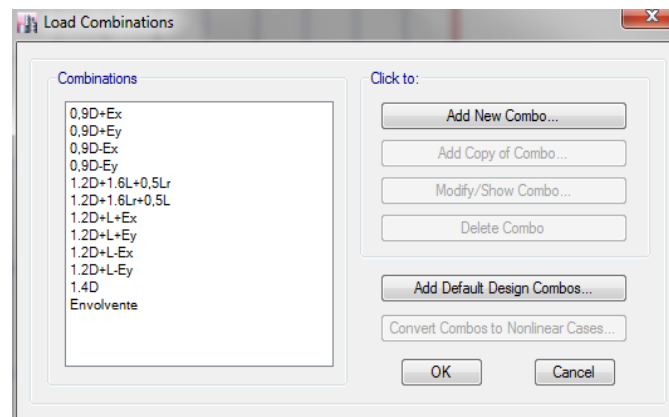 Load Combinations
Combinations
0,9D+Ex
0,9D+Ey
0,9D-Ex
0,9D-Ey
1.2D+1.6L+0,5Lr
1.2D+1.6Lr+0,5L
1.2D+L+Ex
1.2D+L+Ey
1.2D+L-Ex
1.2D+L-Ey
1.4D
Envolvente
Click to:
Add New Combo...
Add Copy of Combo...
Modify/Show Combo...
Delete Combo
Add Default Design Combos...
Convert Combos to Nonlinear Cases...
OK
Cancel